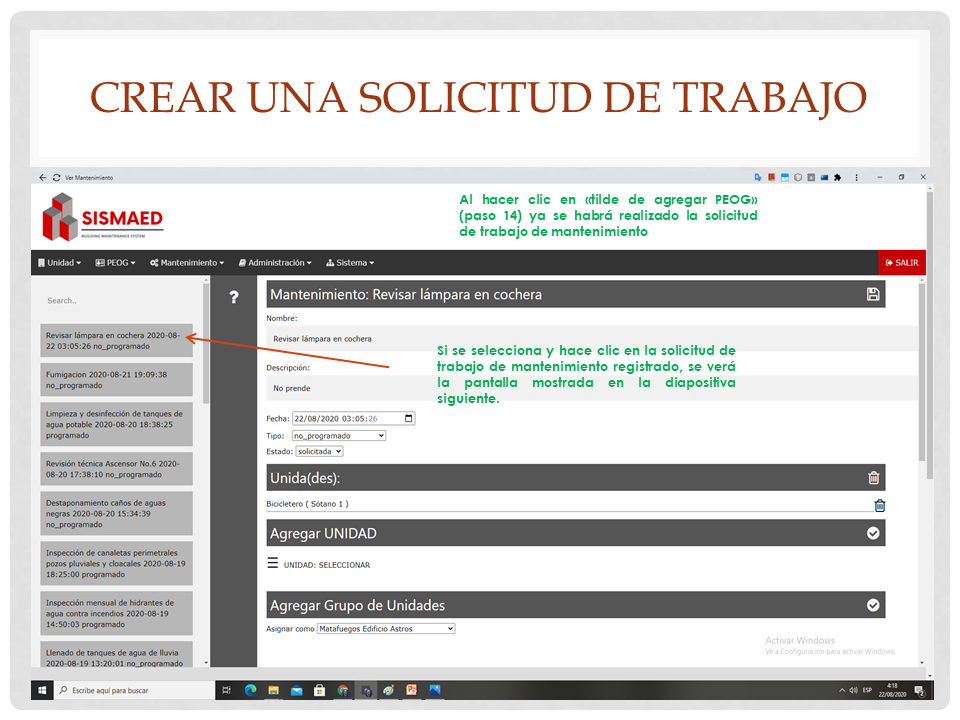 CREAR UNA SOLICITUD DE TRABAJO
Ver Mantenimiento
SISMAED
BUILDING MAINTENANCE SYSTEM
Al hacer clic en «tilde de agregar PEOG»
(paso 14) ya se habrá realizado la solicitud
de trabajo de mantenimiento
Unidad PEOG Mantenimiento Administración Sistema SALIR
Search..
?
Revisar lámpara en cochera 2020-08-
22 03:05:26 no_programado
Fumigacion 2020-08-21 19:09:38
no_programado
Limpieza y desinfección de tanques de
agua potable 2020-08-20 18:38:25
programado
Revisión técnica Ascensor No.6 2020-
08-20 17:38:10 no_programado
Destaponamiento caños de aguas
negras 2020-08-20 15:34:39
no_programado
Inspección de canaletas perimetrales
pozos pluviales y cloacales 2020-08-19
18:25:00 programado
Inspección mensual de hidrantes de
agua contra incendios 2020-08-19
14:50:03 programado
Llenado de tanques de agua de lluvia
2020-08-19 13:20:01 no_programado
Mantenimiento: Revisar lámpara en cochera
Nombre:
Revisar lámpara en cochera
Descripción:
No prende
Si se selecciona y hace clic en la solicitud de
trabajo de mantenimiento registrado, se verá
la pantalla mostrada en la diapositiva
siguiente.
Fecha: 22/08/2020 03:05:26
Tipo: no_programado
Estado: solicitada
Unida(des):
Bicicletero ( Sótano 1 )
Agregar UNIDAD
UNIDAD: SELECCIONAR
Agregar Grupo de Unidades
Asignar como Matafuegos Edificio Astros
Activar Windows
Ve a Configuración para activar Windows.
Escribe aquí para buscar
ESP
4:18
22/08/2020
2